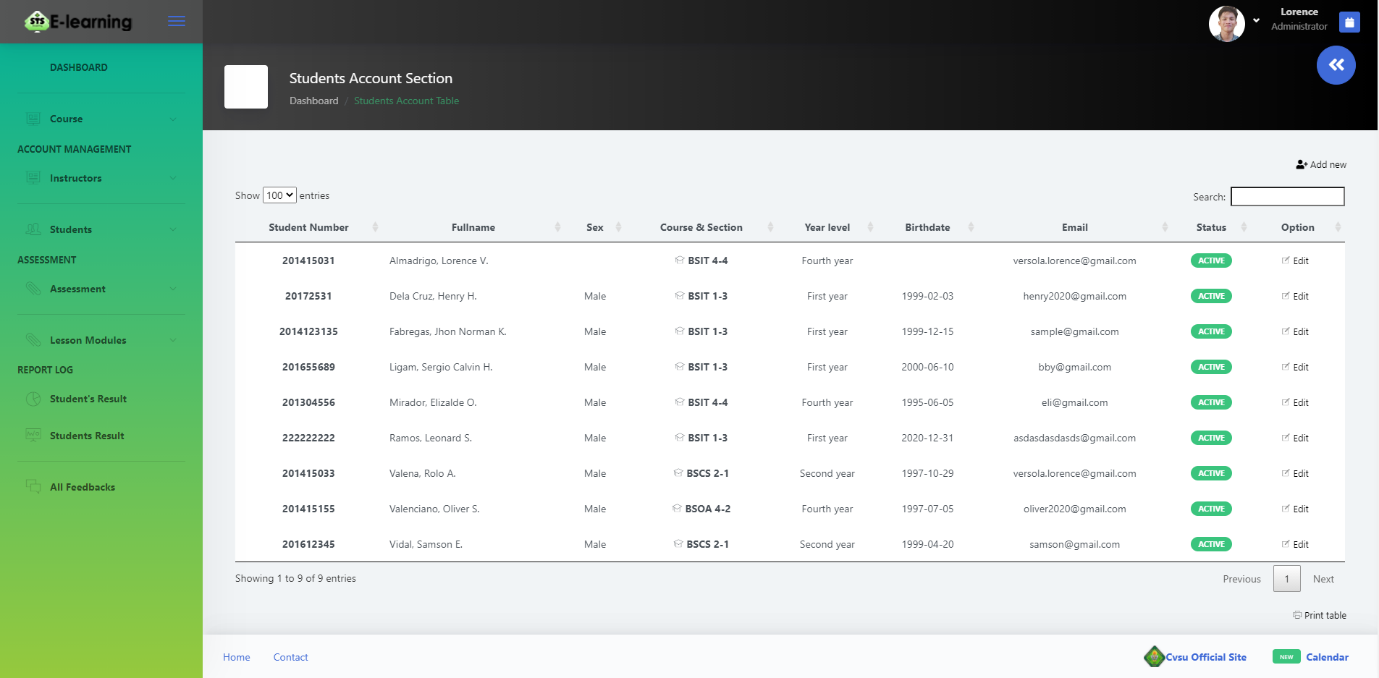 STS E-learning
Lorence
Administrator
DASHBOARD
Course
ACCOUNT MANAGEMENT
Instructors
Students
ASSESSMENT
Assessment
Lesson Modules
REPORT LOG
Student's Result
Students Result
All Feedbacks
Students Account Section
Dashboard / Students Account Table
Add new
Show 100 entries
Search:
Student Number Fullname Sex Course & Section Year level Birthdate Email Status Option
201415031 Almadrigo, Lorence V. BSIT 4-4 Fourth year versola.lorence@gmail.com ACTIVE Edit
20172531 Dela Cruz, Henry H. Male BSIT 1-3 First year 1999-02-03 henry2020@gmail.com ACTIVE Edit
2014123135 Fabregas, Jhon Norman K. Male BSIT 1-3 First year 1999-12-15 sample@gmail.com ACTIVE Edit
201655689 Ligam, Sergio Calvin H. Male BSIT 1-3 First year 2000-06-10 bby@gmail.com ACTIVE Edit
201304556 Mirador, Elizalde O. Male BSIT 4-4 Fourth year 1995-06-05 eli@gmail.com ACTIVE Edit
222222222 Ramos, Leonard S. Male BSIT 1-3 First year 2020-12-31 asdasdasdasds@gmail.com ACTIVE Edit
201415033 Valena, Rolo A. Male BSCS 2-1 Second year 1997-10-29 versola.lorence@gmail.com ACTIVE Edit
201415155 Valenciano, Oliver S. Male BSOA 4-2 Fourth year 1997-07-05 oliver2020@gmail.com ACTIVE Edit
201612345 Vidal, Samson E. Male BSCS 2-1 Second year 1999-04-20 samson@gmail.com ACTIVE Edit
Showing 1 to 9 of 9 entries
Previous 1 Next
Print table
Home Contact
Cvsu Official Site NEW Calendar